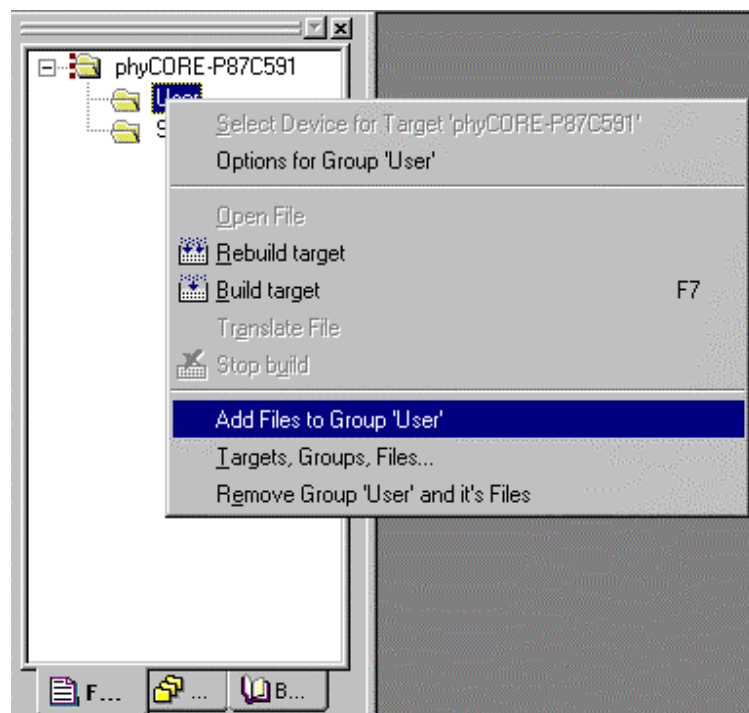 phyCORE-P87C591
User
S
Select Device for Target 'phyCORE-P87C591'
Options for Group 'User'
Open File
Rebuild target
Build target F7
Translate File
Stop build
Add Files to Group 'User'
Targets, Groups, Files...
Remove Group 'User' and it's Files
F... ... B...